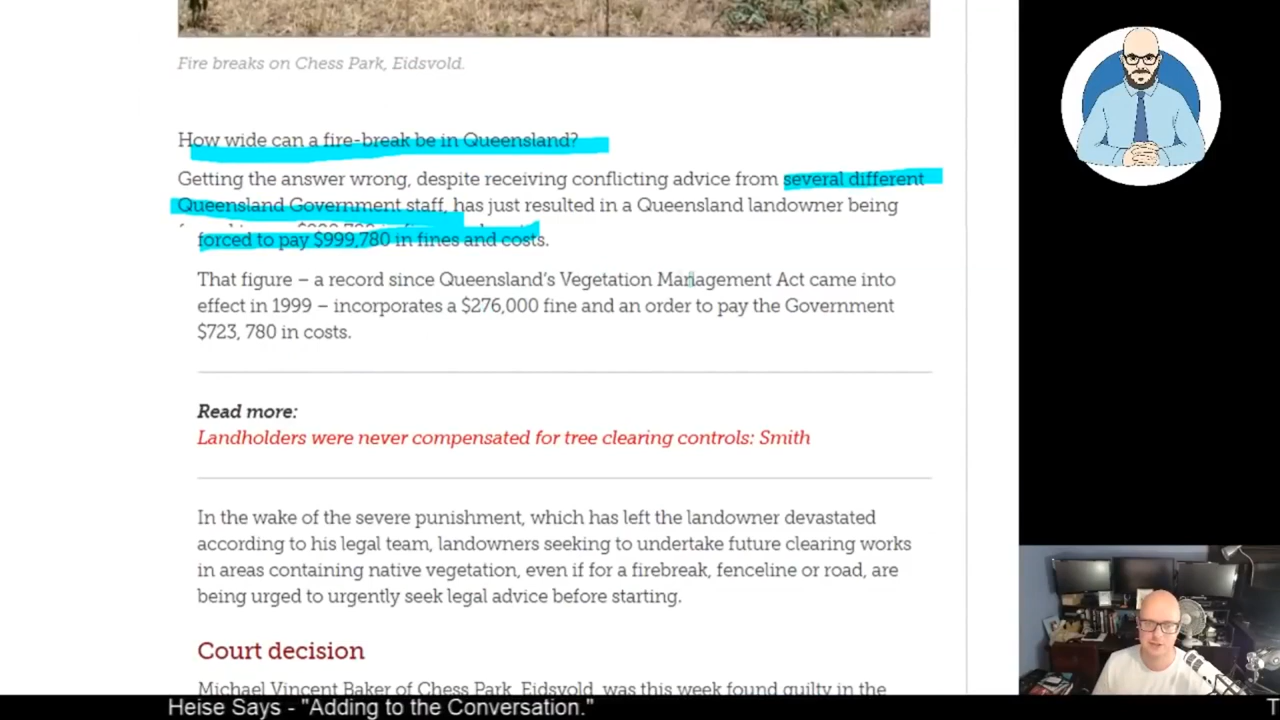 Fire breaks on Chess Park, Eidsvold.
How wide can a fire-break be in Queensland?
Getting the answer wrong, despite receiving conflicting advice from several different
Queensland Government staff, has just resulted in a Queensland landowner being
forced to pay $999,780 in fines and costs.
That figure – a record since Queensland's Vegetation Management Act came into
effect in 1999 – incorporates a $276,000 fine and an order to pay the Government
$723, 780 in costs.
Read more:
Landholders were never compensated for tree clearing controls: Smith
In the wake of the severe punishment, which has left the landowner devastated
according to his legal team, landowners seeking to undertake future clearing works
in areas containing native vegetation, even if for a firebreak, fenceline or road, are
being urged to urgently seek legal advice before starting.
Court decision
Michael Vincent Baker of Chess Park, Eidsvold, was this week found guilty in the
Heise Says - "Adding to the Conversation."
T